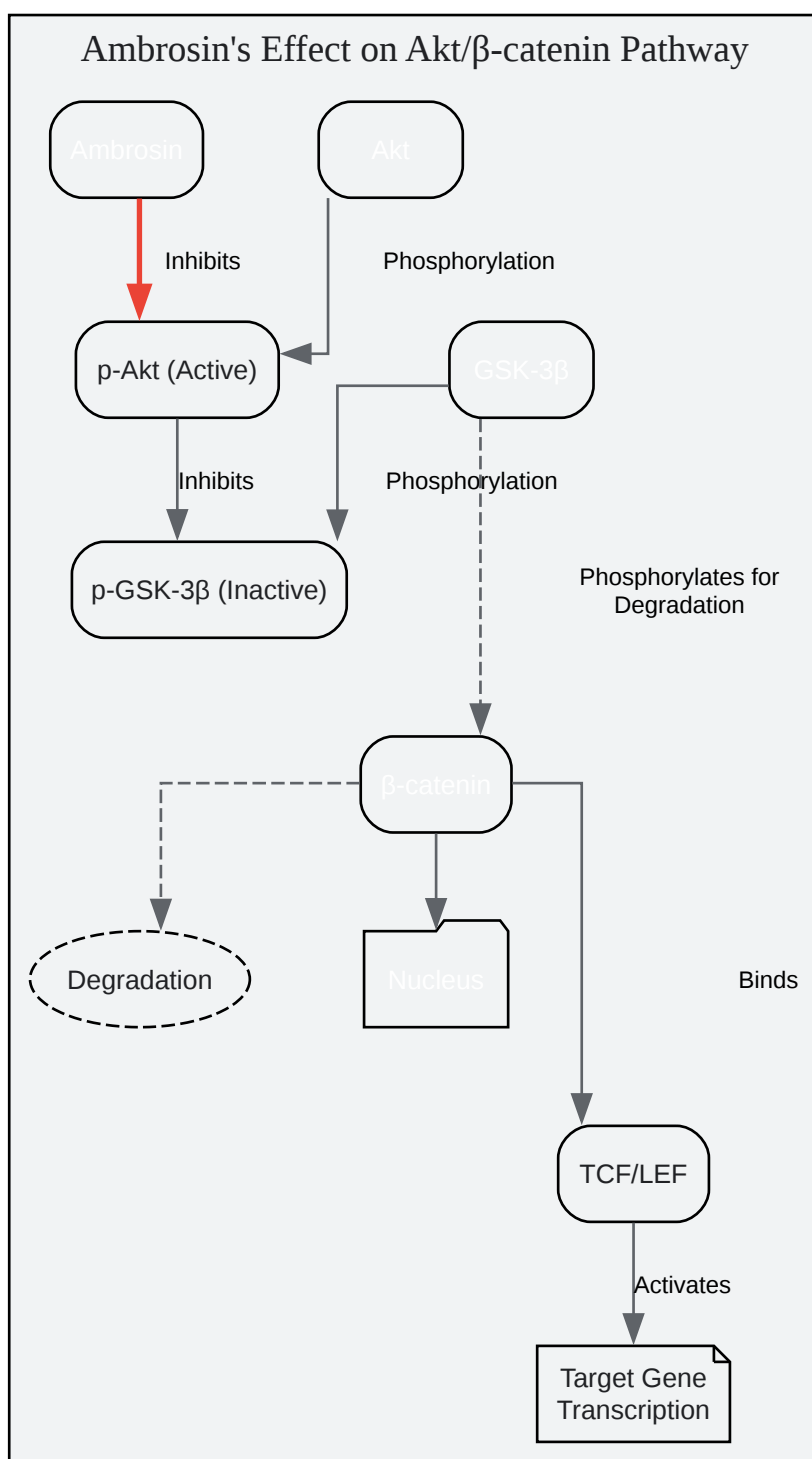 Ambrosin's Effect on Akt/β-catenin Pathway
Ambrosin
Akt
Inhibits
Phosphorylation
p-Akt (Active)
GSK-3β
Inhibits
Phosphorylation
p-GSK-3β (Inactive)
Phosphorylates for
Degradation
β-catenin
Degradation
Nucleus
Binds
TCF/LEF
Activates
Target Gene
Transcription